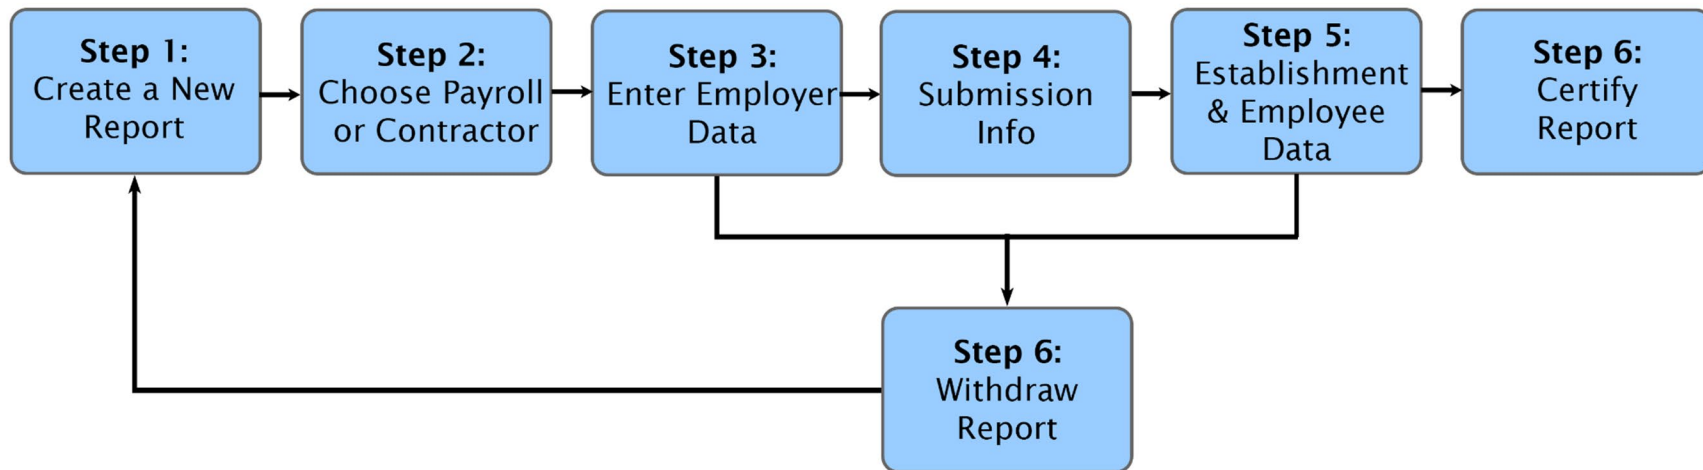 Step 1:
Create a New
Report
Step 2:
Choose Payroll
or Contractor
Step 3:
Enter Employer
Data
Step 4:
Submission
Info
Step 5:
Establishment
& Employee
Data
Step 6:
Certify
Report
Step 6:
Withdraw
Report